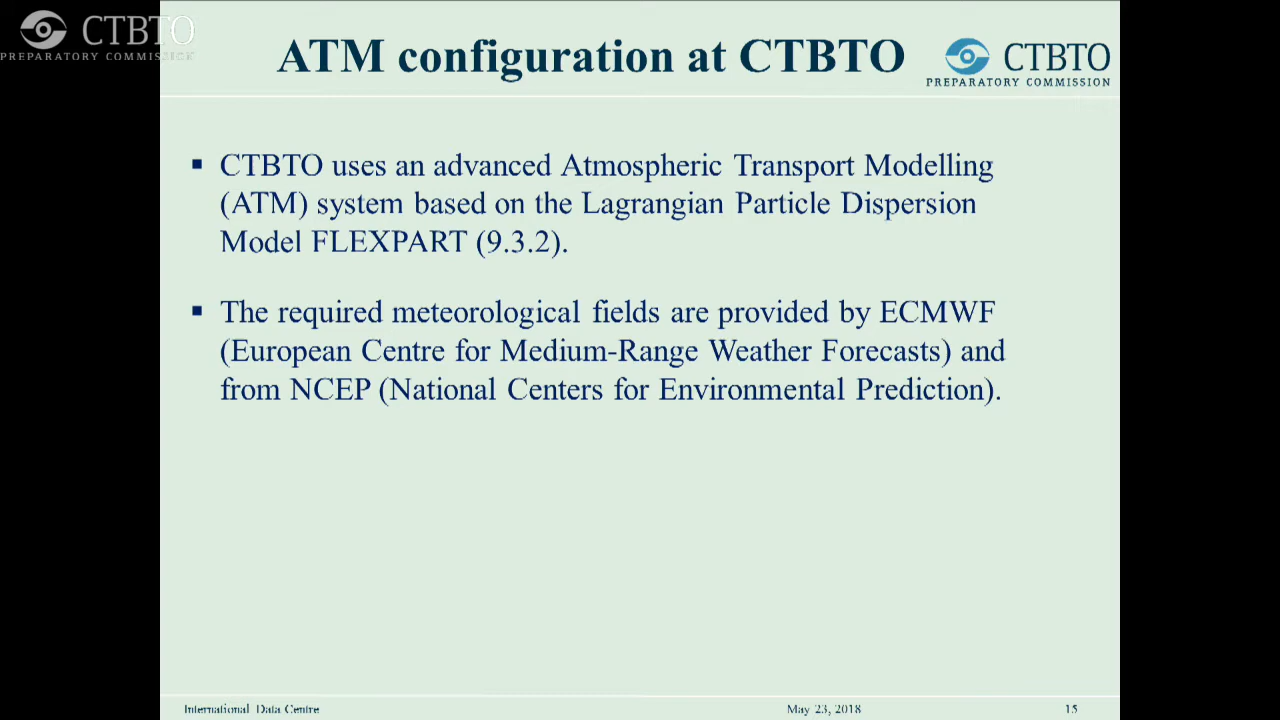 CTBTO
PREPARATORY COMMISSION
ATM configuration at CTBTO
CTBTO
PREPARATORY COMMISSION
▪ CTBTO uses an advanced Atmospheric Transport Modelling
(ATM) system based on the Lagrangian Particle Dispersion
Model FLEXPART (9.3.2).
▪ The required meteorological fields are provided by ECMWF
(European Centre for Medium-Range Weather Forecasts) and
from NCEP (National Centers for Environmental Prediction).
International Data Centre
May 23, 2018
15